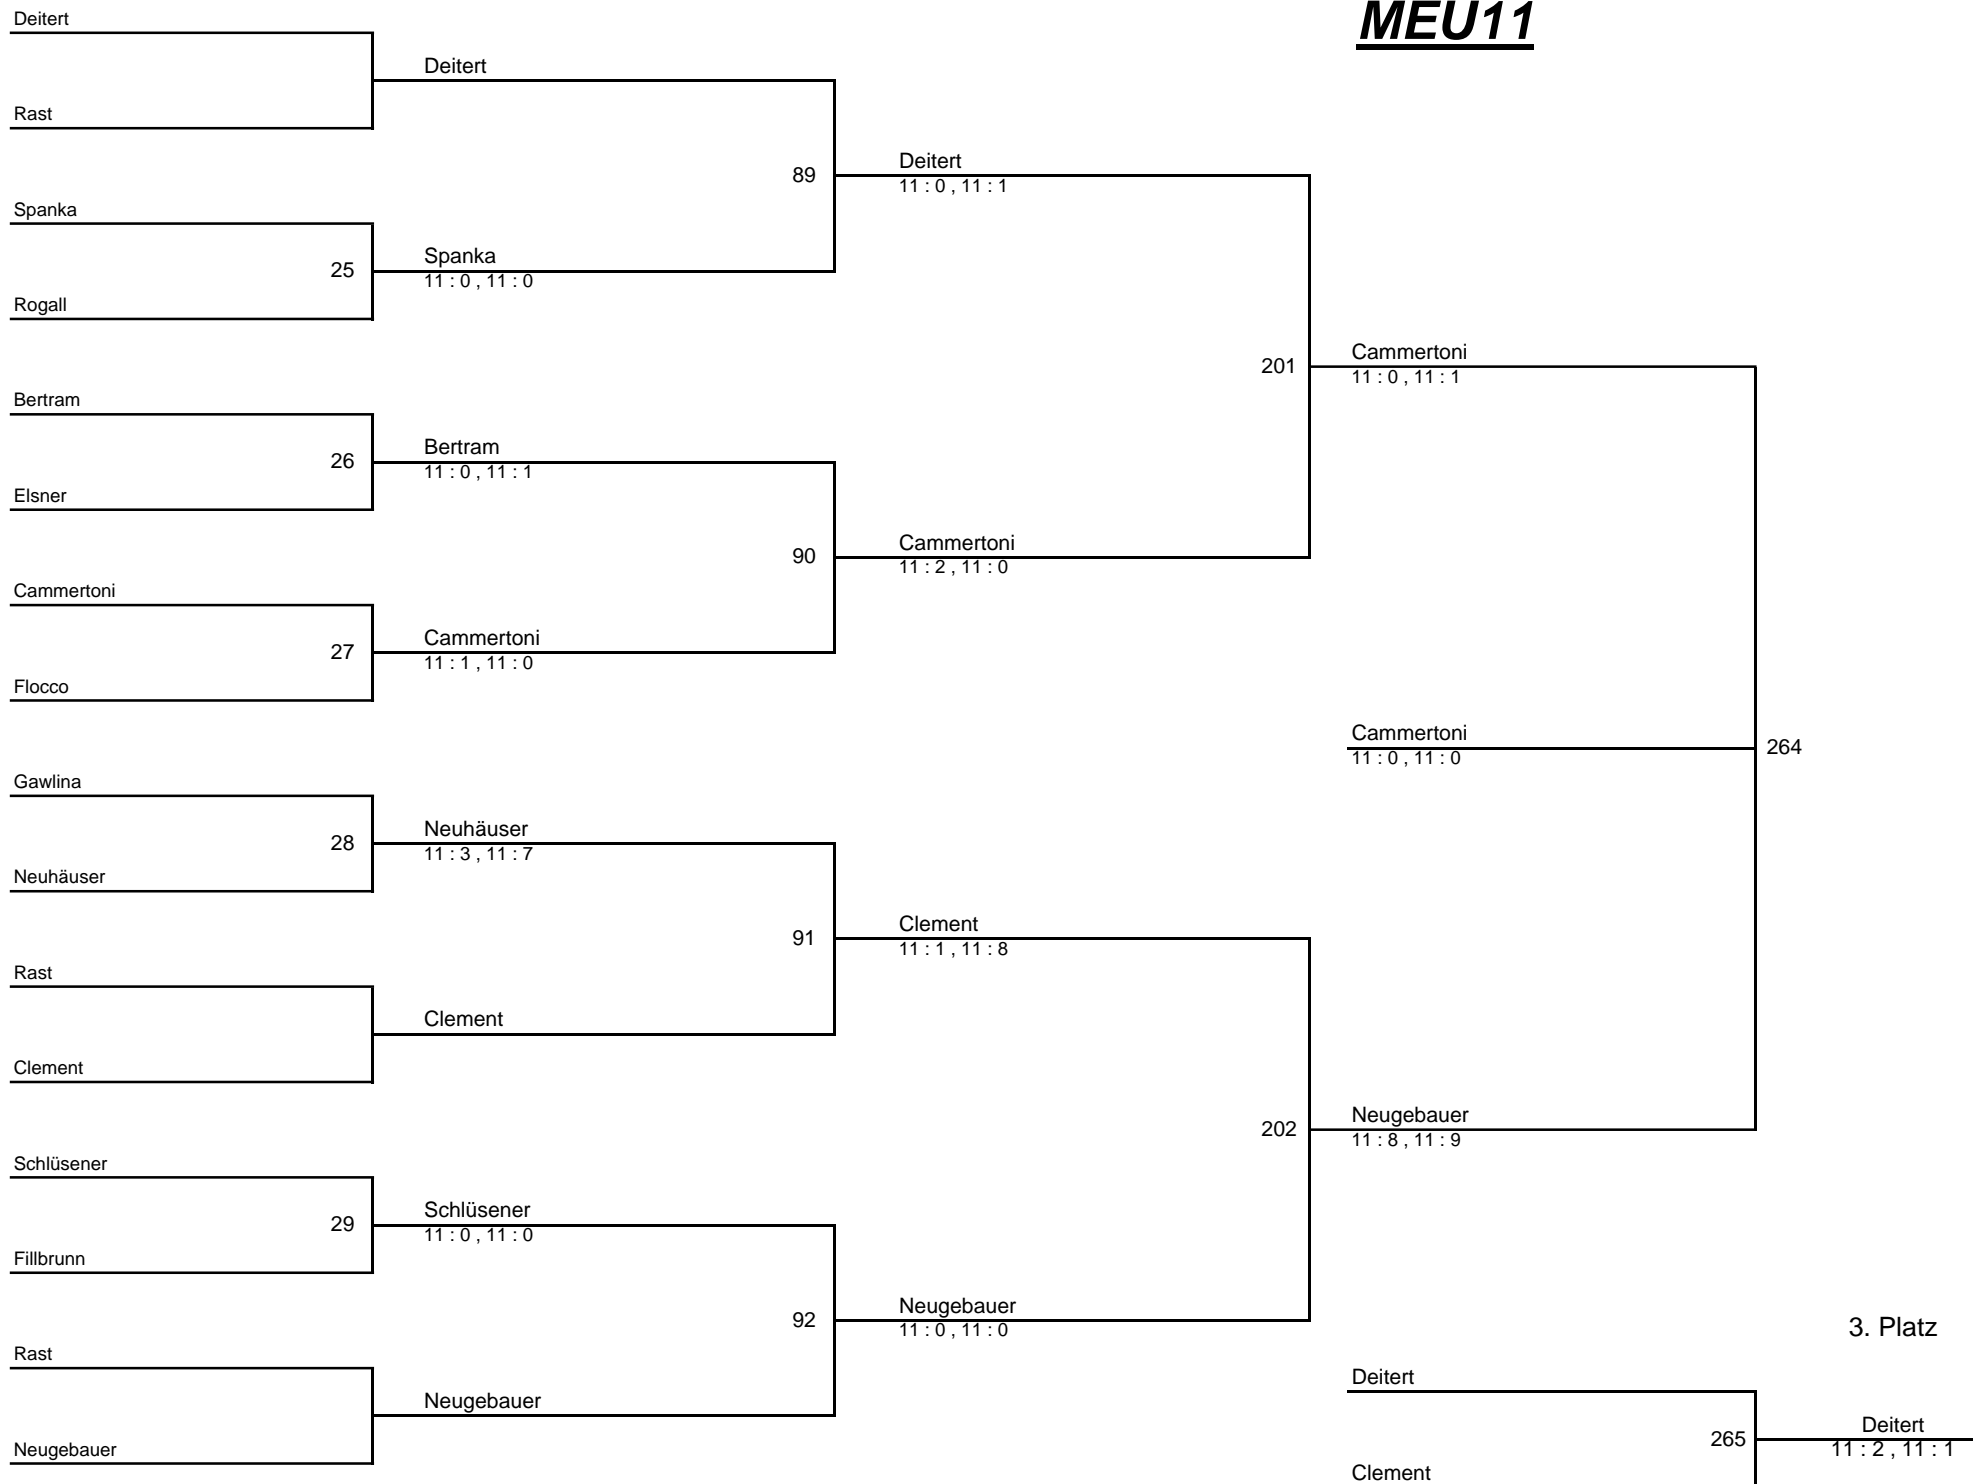 MEU11
Deitert
Rast
Spanka
Rogall
Bertram
Elsner
Cammertoni
Flocco
Gawlina
Neuhäuser
Rast
Clement
Schlüsener
Fillbrunn
Rast
Neugebauer
25
26
27
28
29
Deitert
Spanka
11 : 0 , 11 : 0
Bertram
11 : 0 , 11 : 1
Cammertoni
11 : 1 , 11 : 0
Neuhäuser
11 : 3 , 11 : 7
Clement
Schlüsener
11 : 0 , 11 : 0
Neugebauer
89
90
91
92
Deitert
11 : 0 , 11 : 1
Cammertoni
11 : 2 , 11 : 0
Clement
11 : 1 , 11 : 8
Neugebauer
11 : 0 , 11 : 0
201
202
Cammertoni
11 : 0 , 11 : 1
Cammertoni
11 : 0 , 11 : 0
264
Neugebauer
11 : 8 , 11 : 9
3. Platz
Deitert
265
Clement
Deitert
11 : 2 , 11 : 1